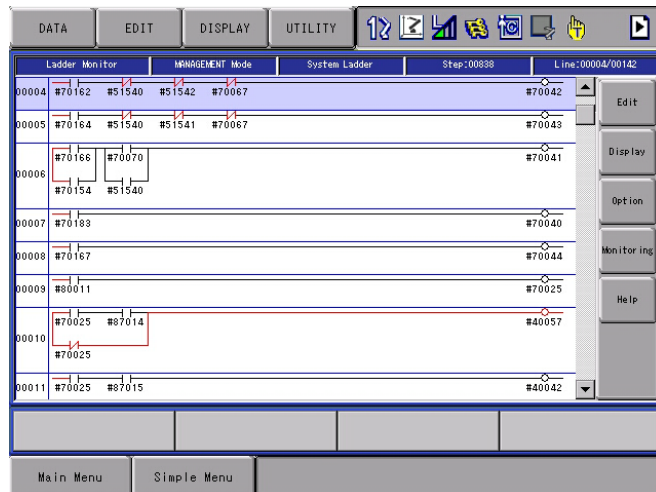 DATA EDIT DISPLAY UTILITY
Ladder Monitor MANAGEMENT Mode System Ladder Step:00838 Line:00004/00142
00004 #70162 #51540 #51542 #70067 #70042
Edit
00005 #70164 #51540 #51541 #70067 #70043
Display
00006 #70166 #70070 #70041
#70154 #51540
Option
00007 #70183 #70040
00008 #70167 #70044
Monitoring
00009 #80011 #70025
Help
00010 #70025 #87014 #40057
#70025
00011 #70025 #87015 #40042
Main Menu Simple Menu